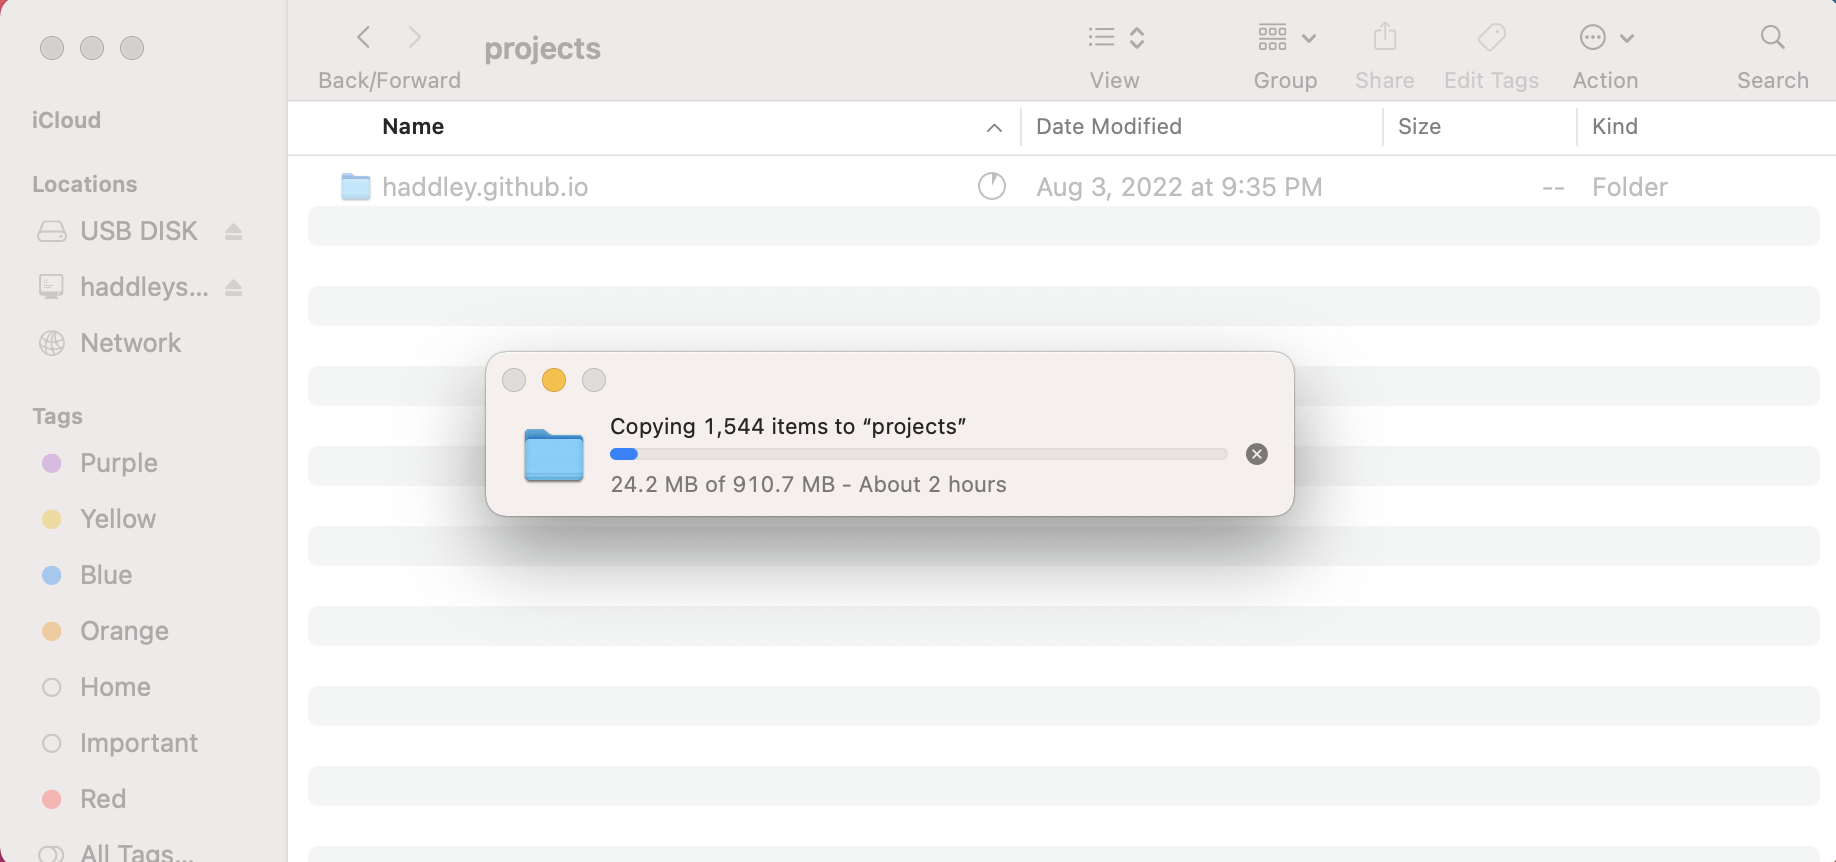 projects
Back/Forward
View
Group
Share
Edit Tags
Action
Search
iCloud
Locations
USB DISK
haddleys...
Network
Tags
Purple
Yellow
Blue
Orange
Home
Important
Red
All Tags...
Name
Date Modified
Size
Kind
haddley.github.io
Aug 3, 2022 at 9:35 PM
--
Folder
Copying 1,544 items to “projects”
24.2 MB of 910.7 MB - About 2 hours